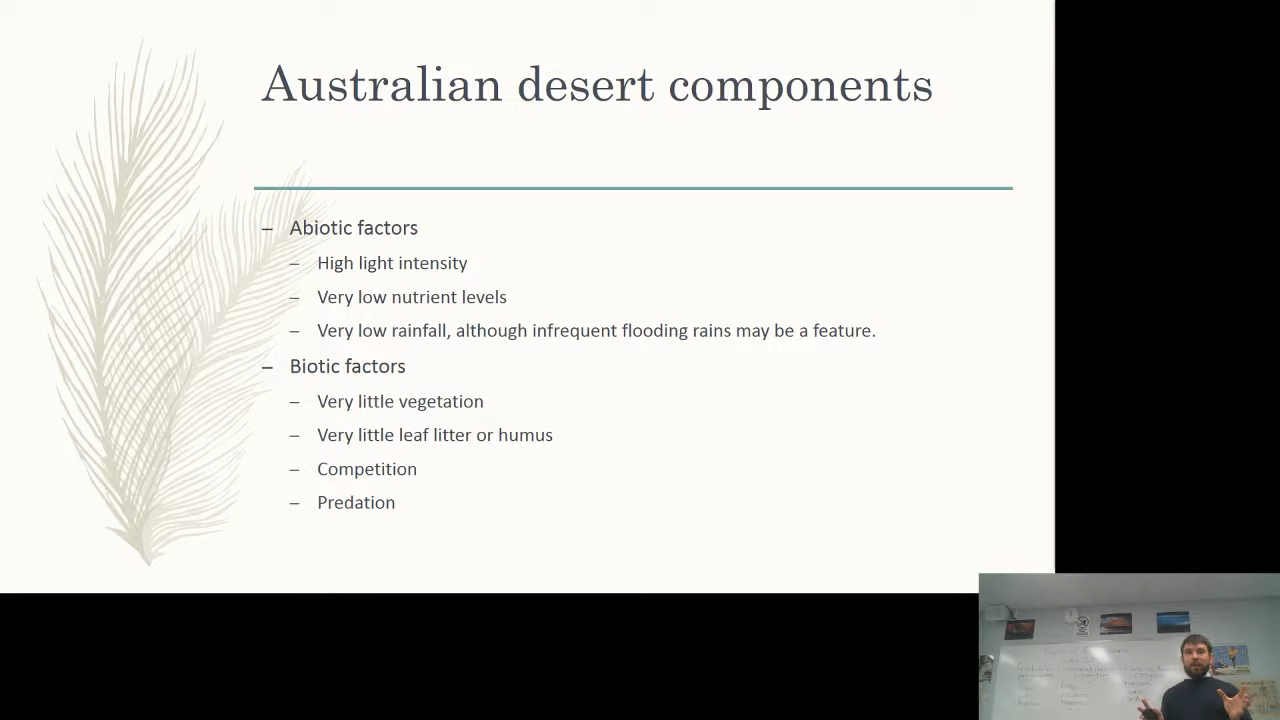 Australian desert components
– Abiotic factors
– High light intensity
– Very low nutrient levels
– Very low rainfall, although infrequent flooding rains may be a feature.
– Biotic factors
– Very little vegetation
– Very little leaf litter or humus
– Competition
– Predation